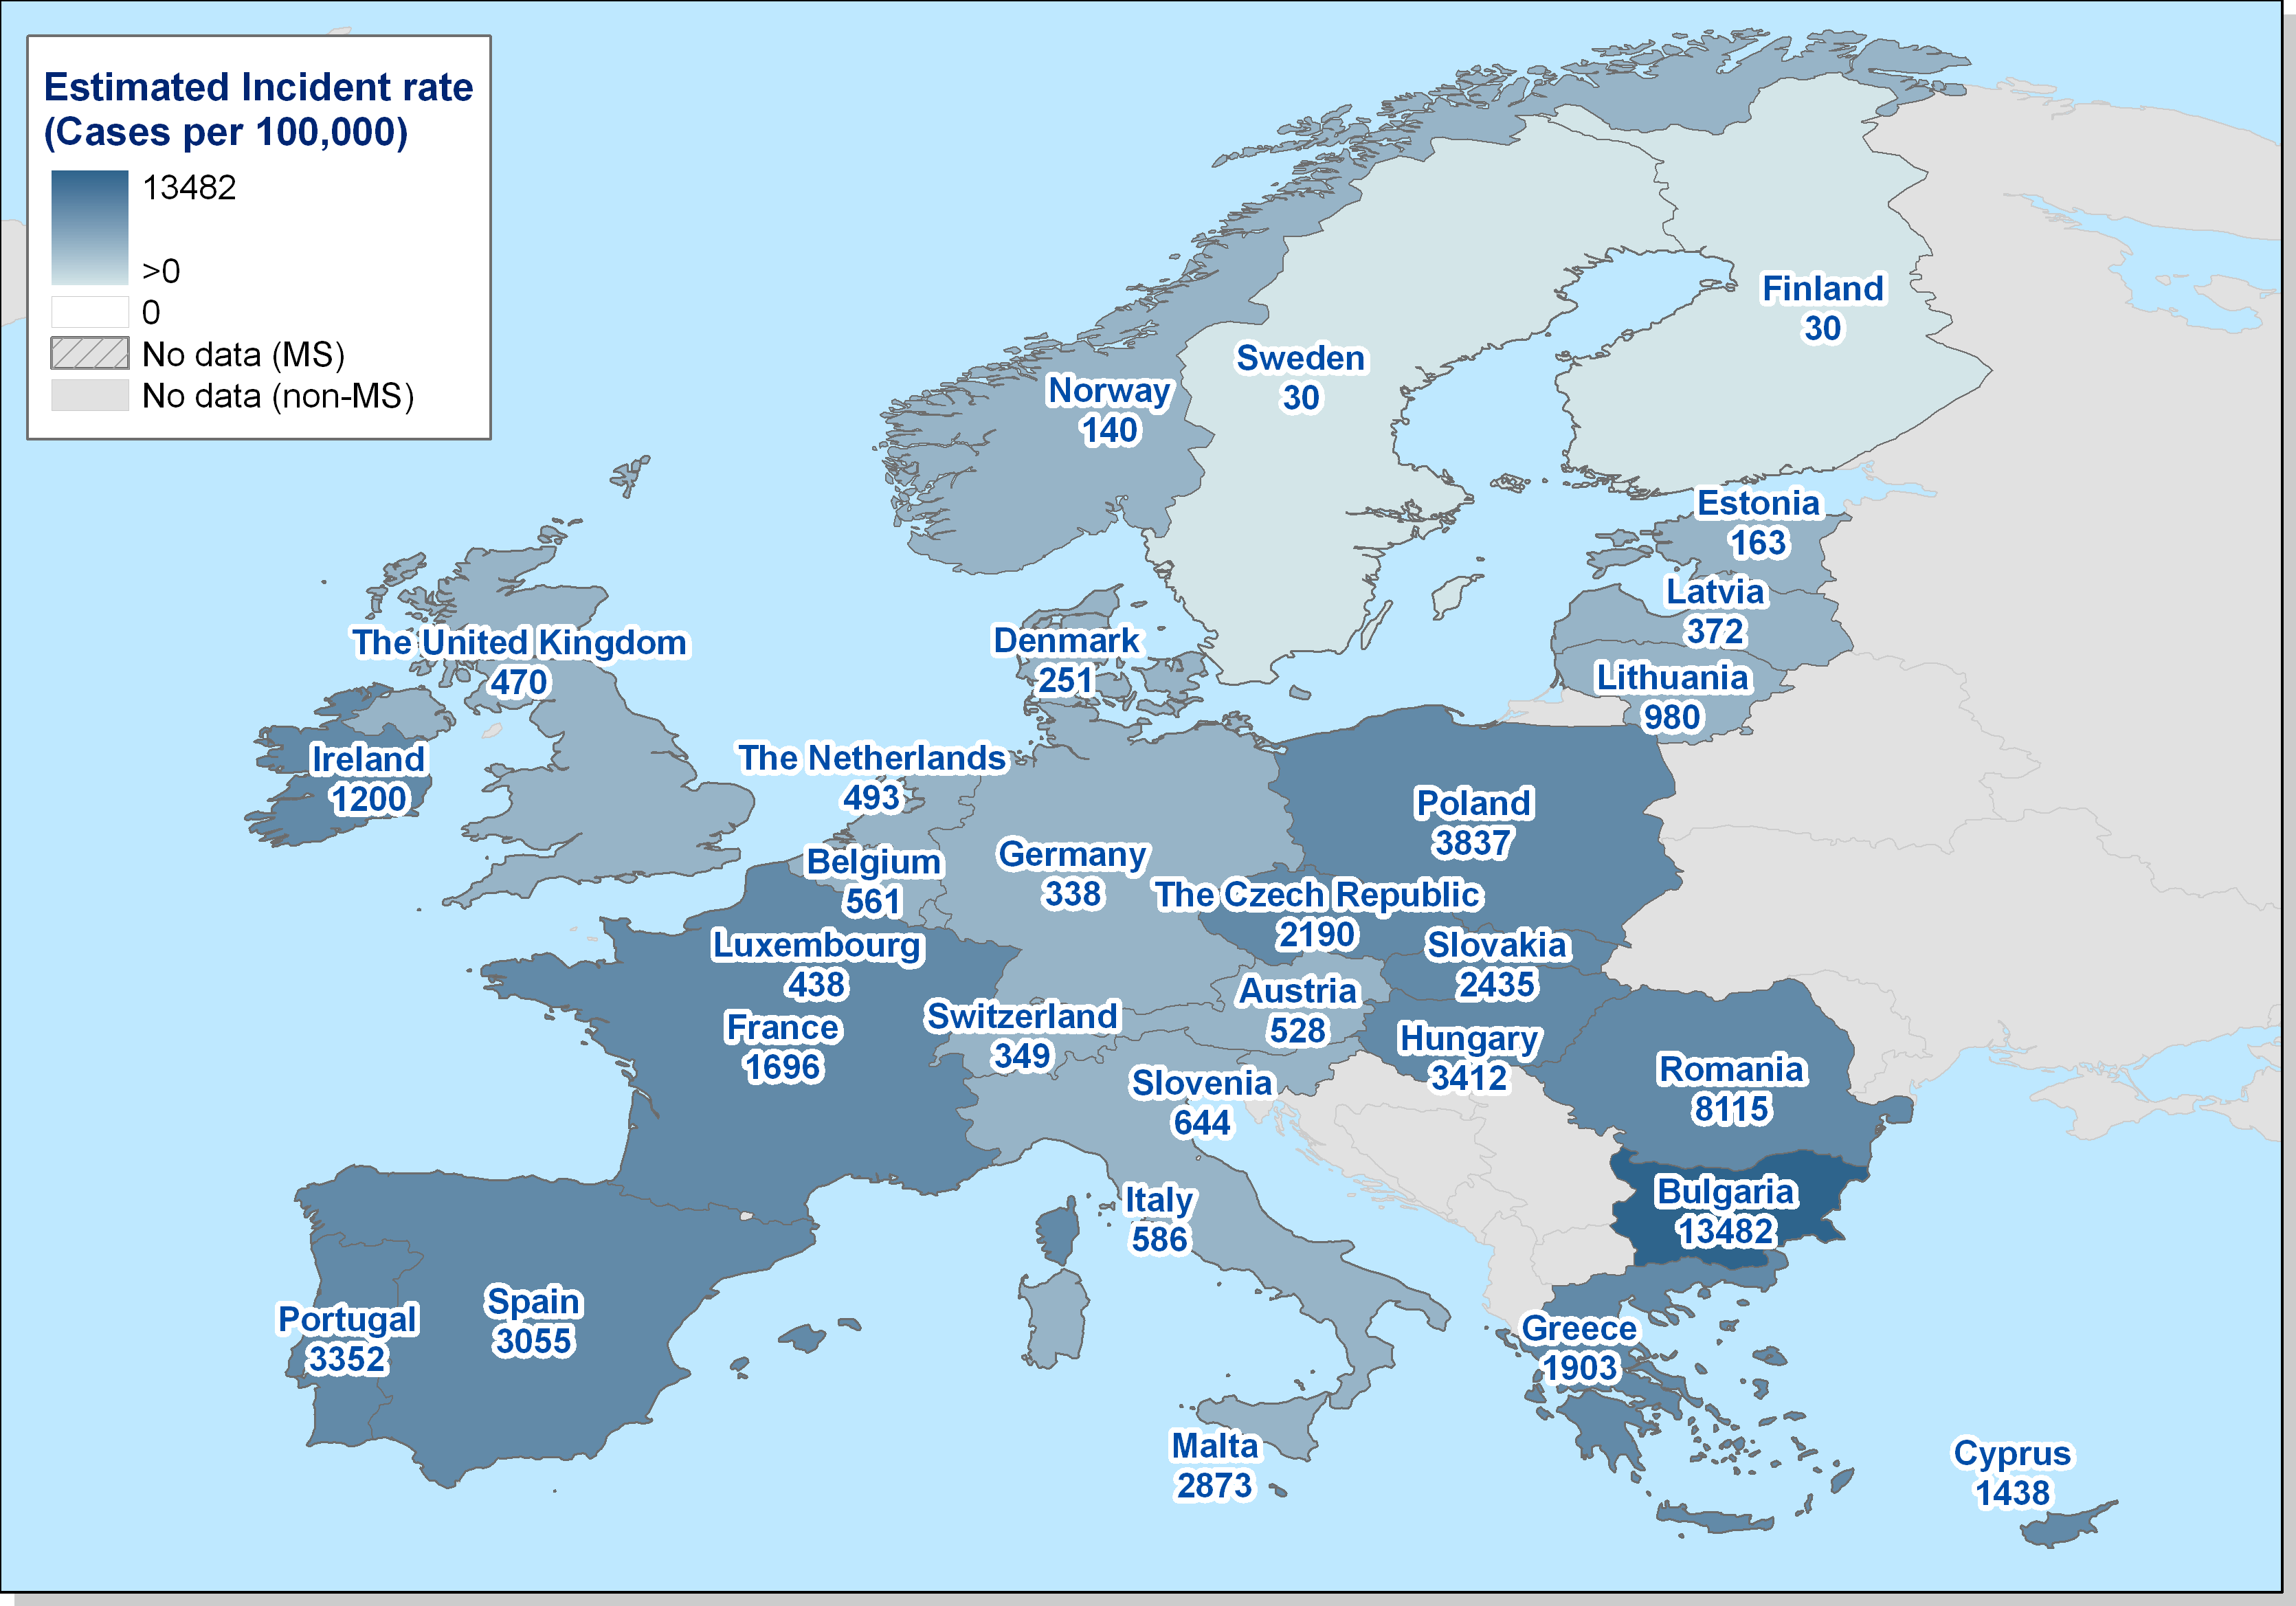 Estimated Incident rate
(Cases per 100,000)
13482
>0
0
No data (MS)
No data (non-MS)
Finland
30
Sweden
30
Norway
140
Estonia
163
Latvia
372
The United Kingdom
470
Denmark
251
Lithuania
980
Ireland
1200
The Netherlands
493
Poland
3837
Belgium
561
Germany
338
The Czech Republic
2190
Luxembourg
438
Slovakia
2435
Austria
528
Switzerland
349
France
1696
Hungary
3412
Slovenia
644
Romania
8115
Italy
586
Bulgaria
13482
Spain
3055
Portugal
3352
Greece
1903
Malta
2873
Cyprus
1438